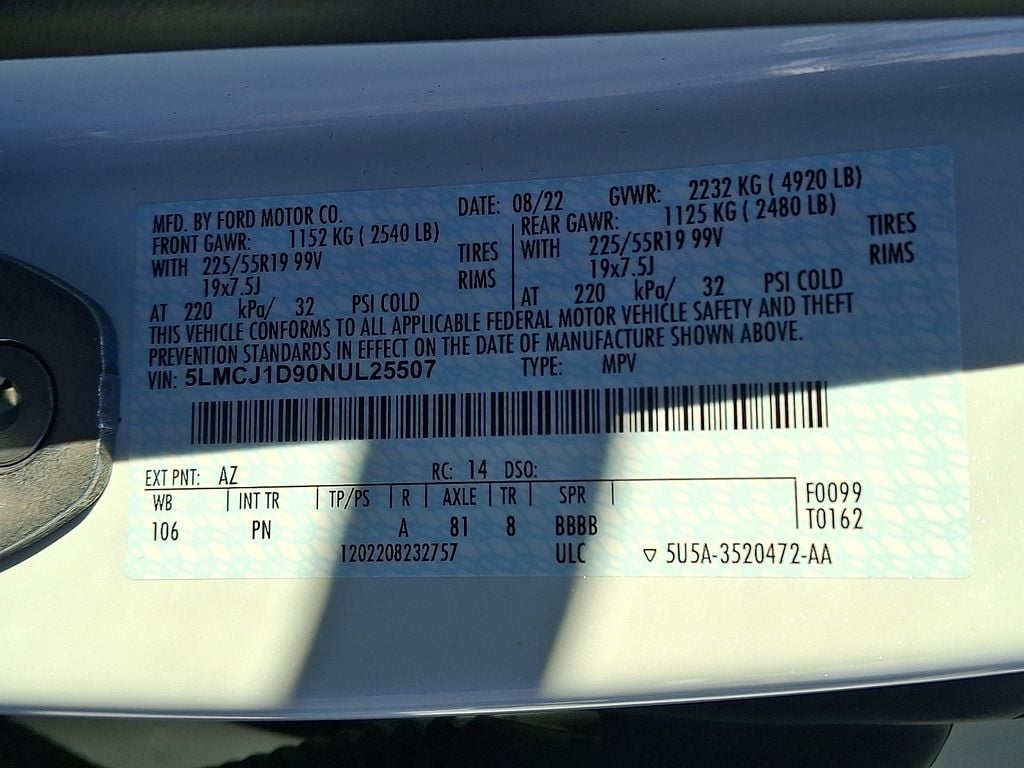 MFD. BY FORD MOTOR CO. DATE: 08/22 GVWR: 2232 KG ( 4920 LB)
FRONT GAWR: 1152 KG ( 2540 LB) REAR GAWR: 1125 KG ( 2480 LB)
WITH 225/55R19 99V TIRES WITH 225/55R19 99V TIRES
19x7.5J RIMS 19x7.5J RIMS
AT 220 kPa/ 32 PSI COLD AT 220 kPa/ 32 PSI COLD
THIS VEHICLE CONFORMS TO ALL APPLICABLE FEDERAL MOTOR VEHICLE SAFETY AND THEFT
PREVENTION STANDARDS IN EFFECT ON THE DATE OF MANUFACTURE SHOWN ABOVE.
VIN: 5LMCJ1D90NUL25507 TYPE: MPV
EXT PNT: AZ RC: 14 DSO:
WB INT TR TP/PS R AXLE TR SPR F0099
106 PN A 81 8 BBBB T0162
1202208232757 ULC ▽ 5U5A-3520472-AA